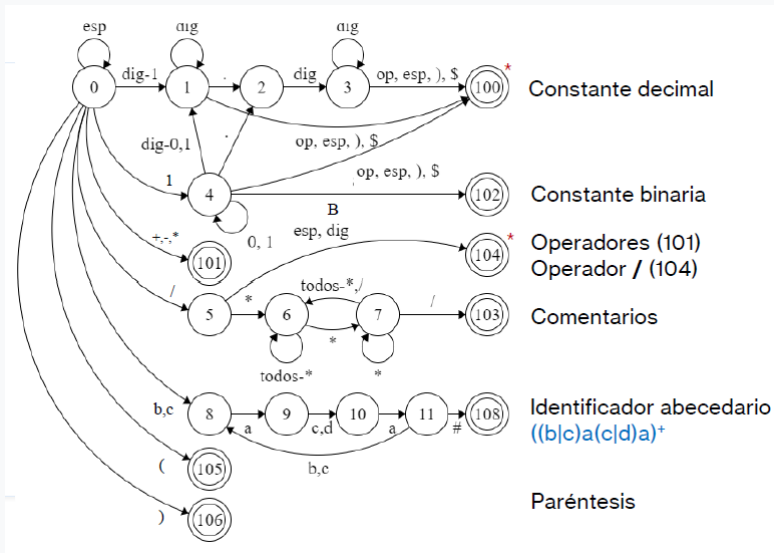 esp
dig
dig
0
dig-1
1
.
2
dig
3
op, esp, ), $
100
*
Constante decimal
dig-0,1
.
op, esp, ), $
1
4
op, esp, ), $
102
Constante binaria
B
0, 1
+,-,*
101
esp, dig
104
*
Operadores (101)
Operador / (104)
/
5
*
6
todos-*,/
*
7
/
103
Comentarios
todos-*
*
b,c
8
a
9
c,d
10
a
11
#
108
Identificador abecedario
((b|c)a(c|d)a)+
b,c
(
105
)
106
Paréntesis